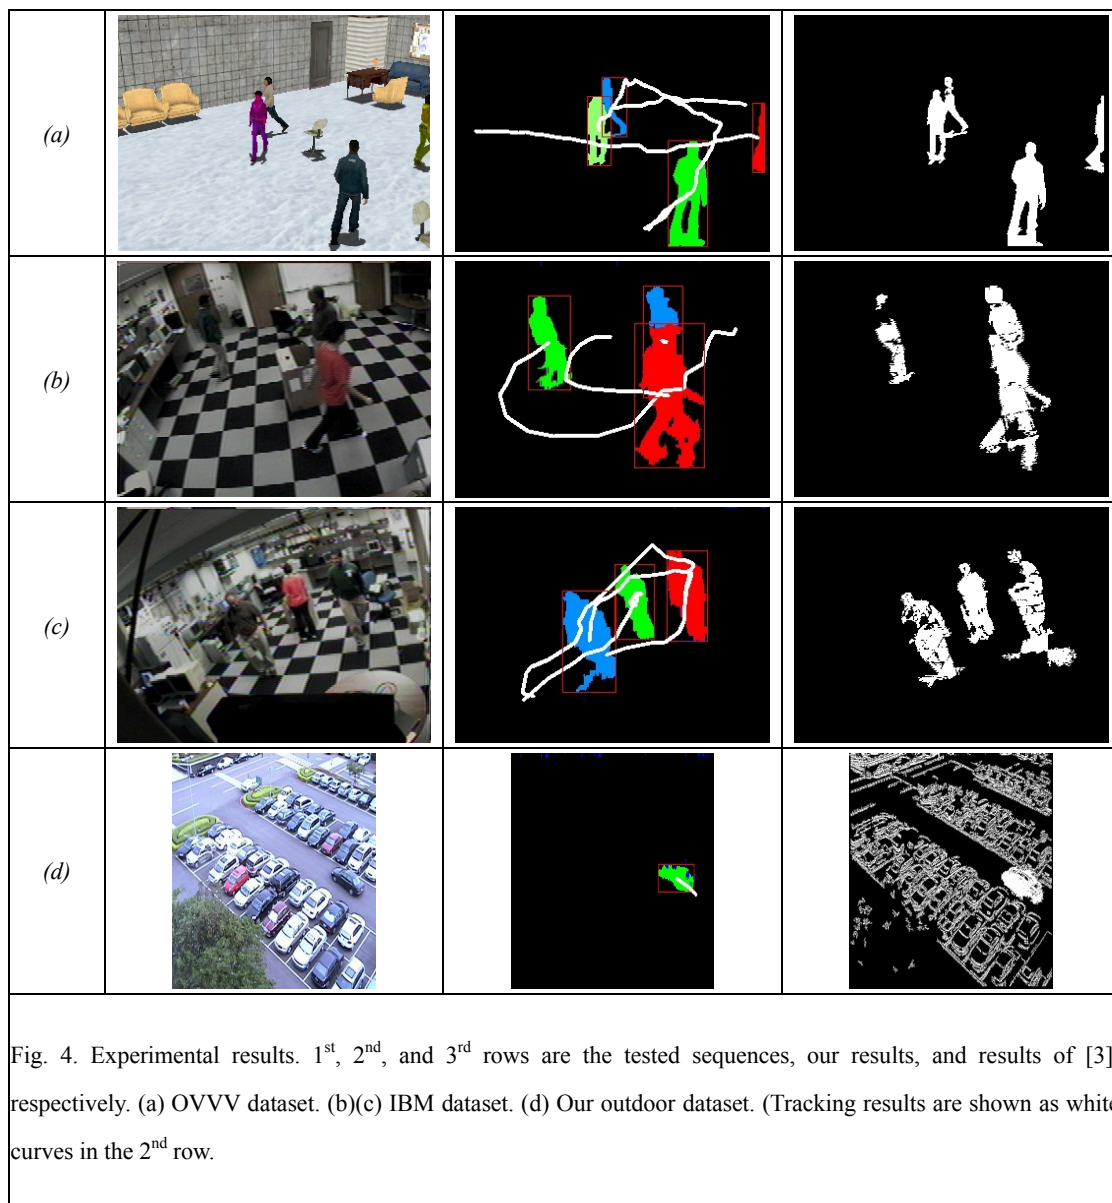 (a)
(b)
(c)
(d)
Fig. 4. Experimental results. 1st, 2nd, and 3rd rows are the tested sequences, our results, and results of [3]
respectively. (a) OVVV dataset. (b)(c) IBM dataset. (d) Our outdoor dataset. (Tracking results are shown as white
curves in the 2nd row.